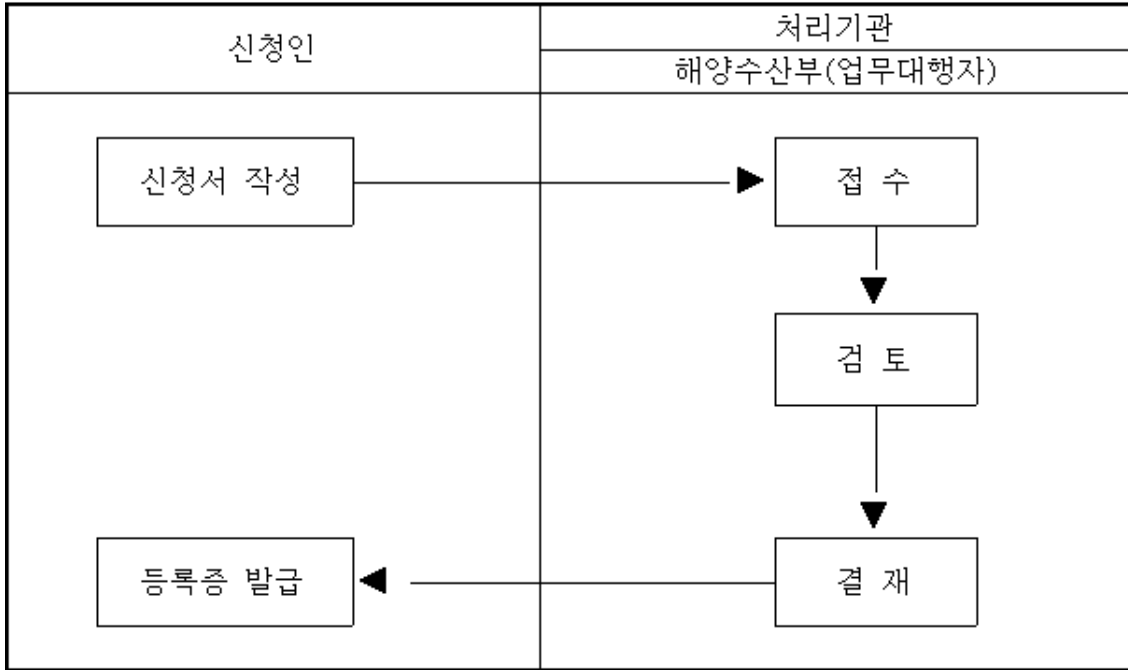 신청인
처리기관
해양수산부(업무대행자)
신청서 작성
접 수
검 토
등록증 발급
결 재